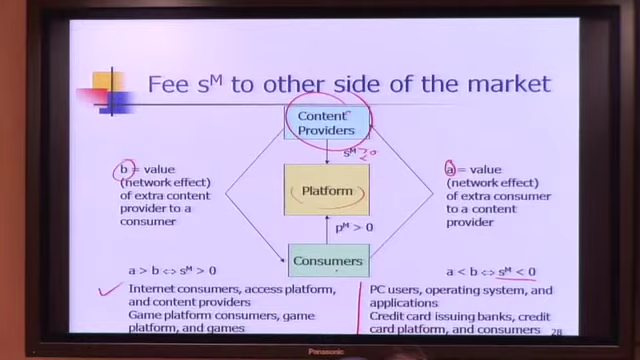 Fee sᴹ to other side of the market
Content
Providers
sᴹ
b = value
(network effect)
of extra content
provider to a
consumer
Platform
a = value
(network effect)
of extra consumer
to a content
provider
pᴹ > 0
Consumers
a > b ⇔ sᴹ > 0
a < b ⇔ sᴹ < 0
Internet consumers, access platform,
and content providers
Game platform consumers, game
platform, and games
PC users, operating system, and
applications
Credit card issuing banks, credit
card platform, and consumers
28
Panasonic